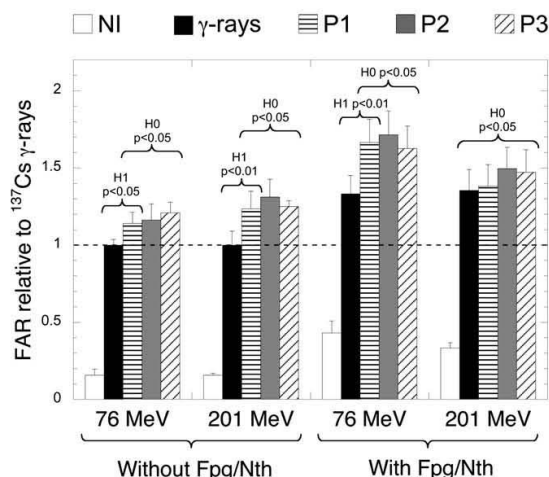 NI γ-rays P1 P2 P3
FAR relative to ¹³⁷Cs γ-rays
2
1.5
1
0.5
0
H1
p<0.05
H0
p<0.05
H1
p<0.01
H0
p<0.05
H1 p<0.01
H0 p<0.05
H0
p<0.05
76 MeV 201 MeV 76 MeV 201 MeV
Without Fpg/Nth With Fpg/Nth